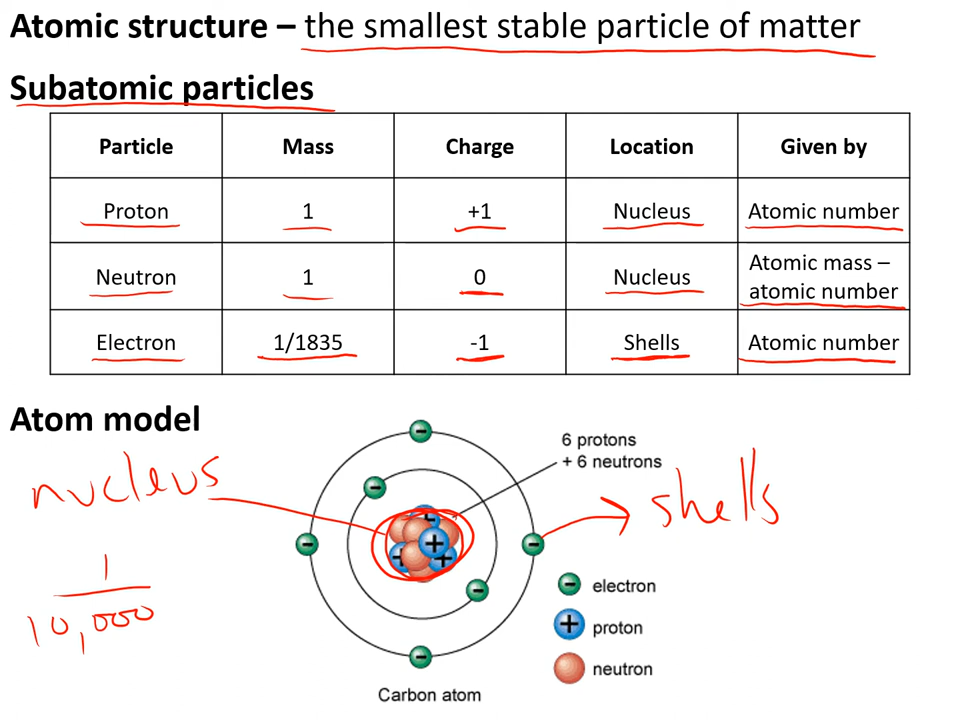 Atomic structure – the smallest stable particle of matter
Subatomic particles
Particle Mass Charge Location Given by
Proton 1 +1 Nucleus Atomic number
Neutron 1 0 Nucleus Atomic mass –
atomic number
Electron 1/1835 -1 Shells Atomic number
Atom model
6 protons
+ 6 neutrons
nucleus
shells
1
10,000
electron
proton
neutron
Carbon atom